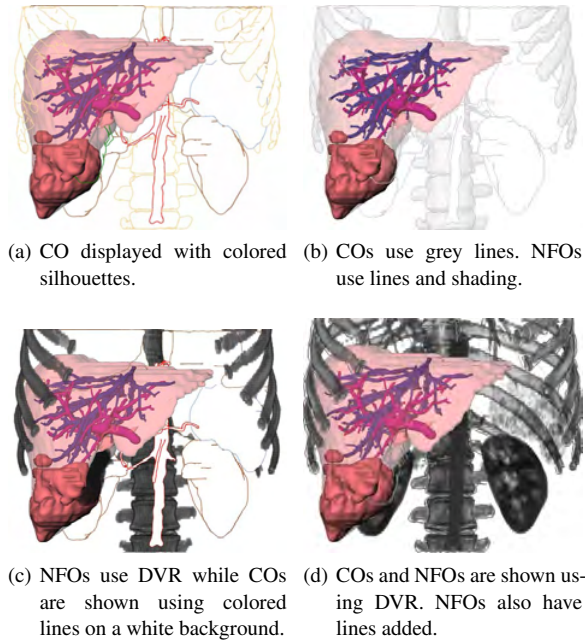 (a) CO displayed with colored
silhouettes.
(b) COs use grey lines. NFOs
use lines and shading.
(c) NFOs use DVR while COs
are shown using colored
lines on a white background.
(d) COs and NFOs are shown us-
ing DVR. NFOs also have
lines added.